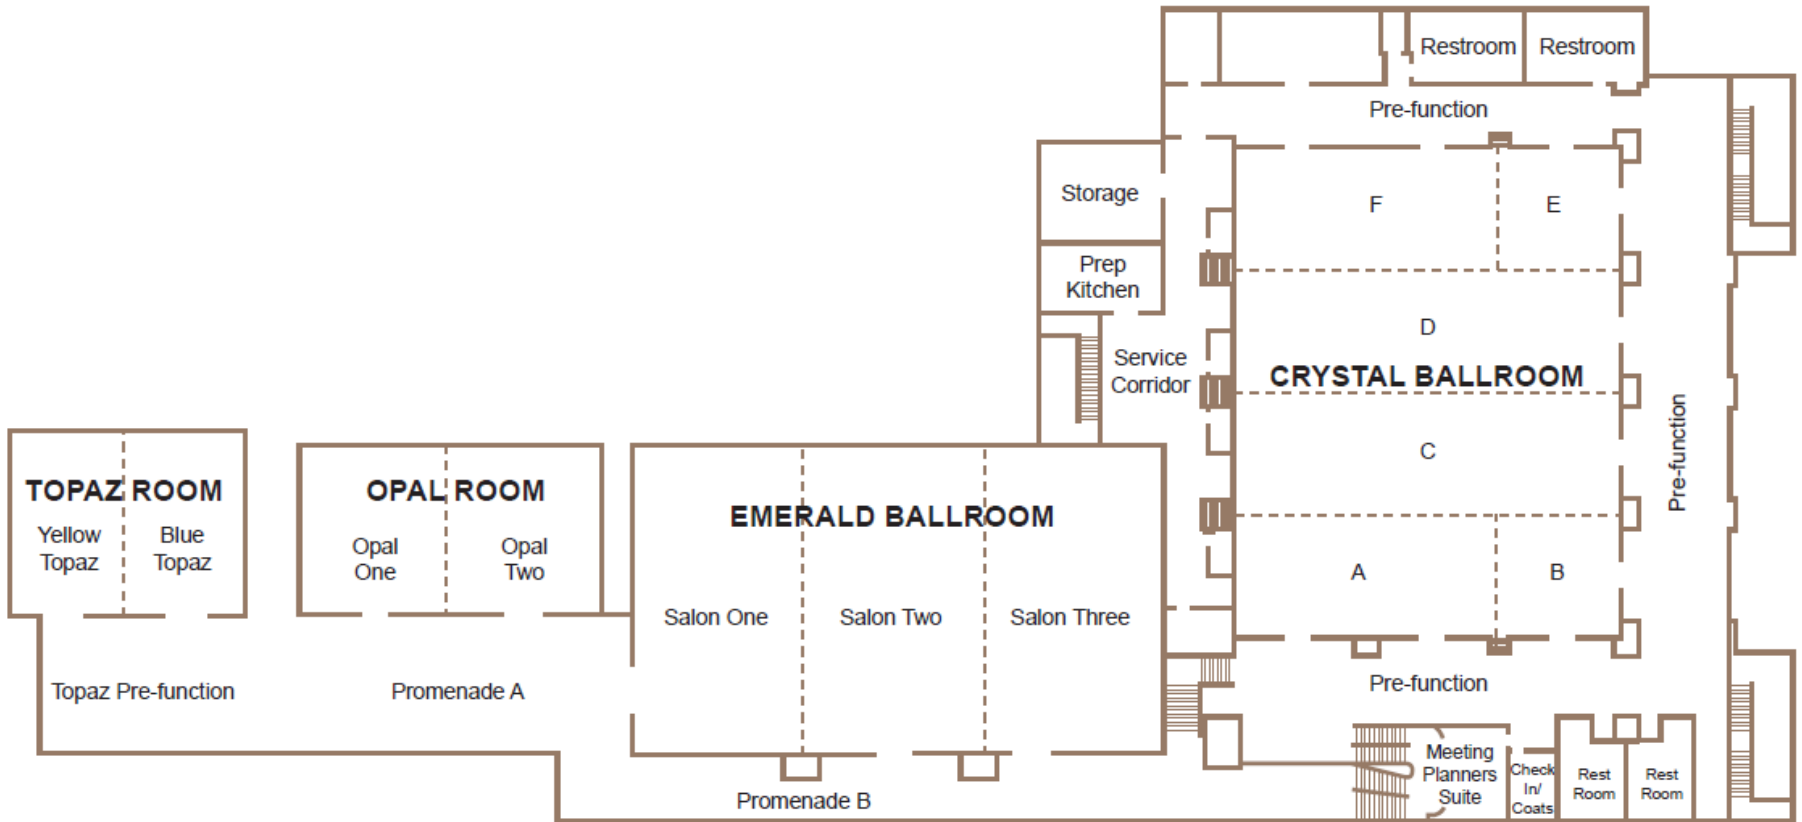 Restroom
Restroom
Pre-function
Storage
F
E
Prep
Kitchen
D
Service
Corridor
CRYSTAL BALLROOM
Pre-function
C
TOPAZ ROOM
OPAL ROOM
EMERALD BALLROOM
Yellow
Topaz
Blue
Topaz
Opal
One
Opal
Two
A
B
Salon One
Salon Two
Salon Three
Topaz Pre-function
Promenade A
Pre-function
Promenade B
Meeting
Planners
Suite
Check
In/
Coats
Rest
Room
Rest
Room